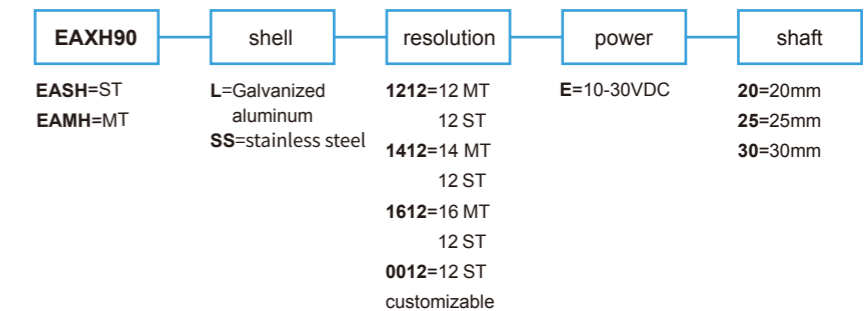 EAXH90 shell resolution power shaft
EASH=ST
EAMH=MT
L=Galvanized
aluminum
SS=stainless steel
1212=12 MT
12 ST
1412=14 MT
12 ST
1612=16 MT
12 ST
0012=12 ST
customizable
E=10-30VDC
20=20mm
25=25mm
30=30mm